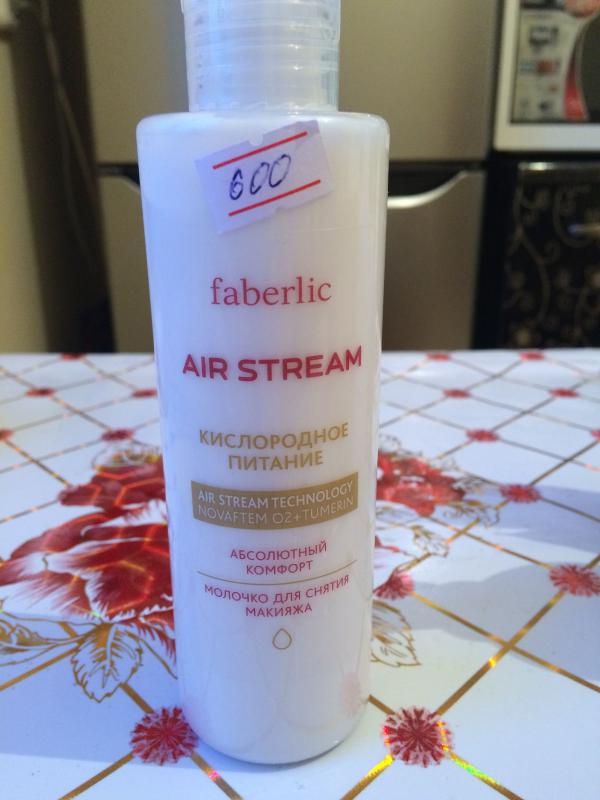 600
faberlic
AIR STREAM
КИСЛОРОДНОЕ
ПИТАНИЕ
AIR STREAM TECHNOLOGY
NOVAFTEM O2+TUMERIN
АБСОЛЮТНЫЙ
КОМФОРТ
МОЛОЧКО ДЛЯ СНЯТИЯ
МАКИЯЖА